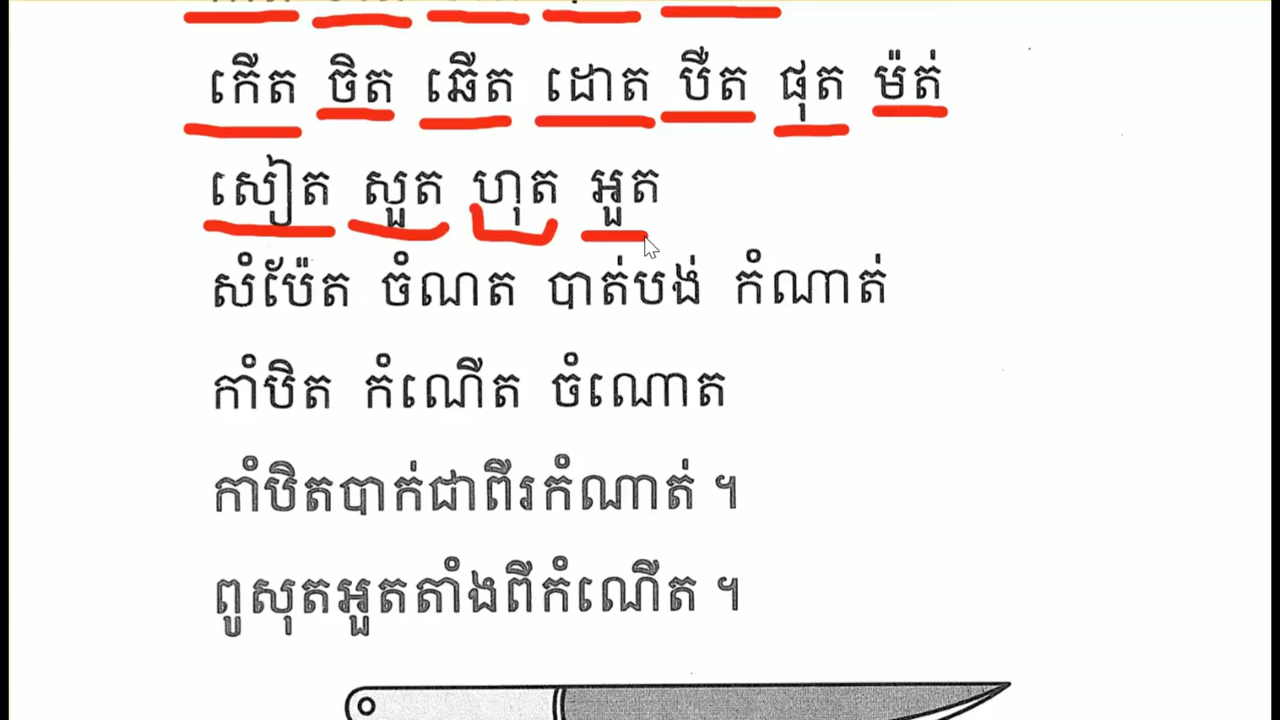 កើត ចិត ឆើត ដោត បឺត ផុត ម៉ត់
សៀត សួត ហុត អួត
សំប៉ែត ចំណត បាត់បង់ កំណាត់
កាំបិត កំណើត ចំណោត
កាំបិតបាក់ជាពីរកំណាត់ ។
ពូសុតអួតតាំងពីកំណើត ។